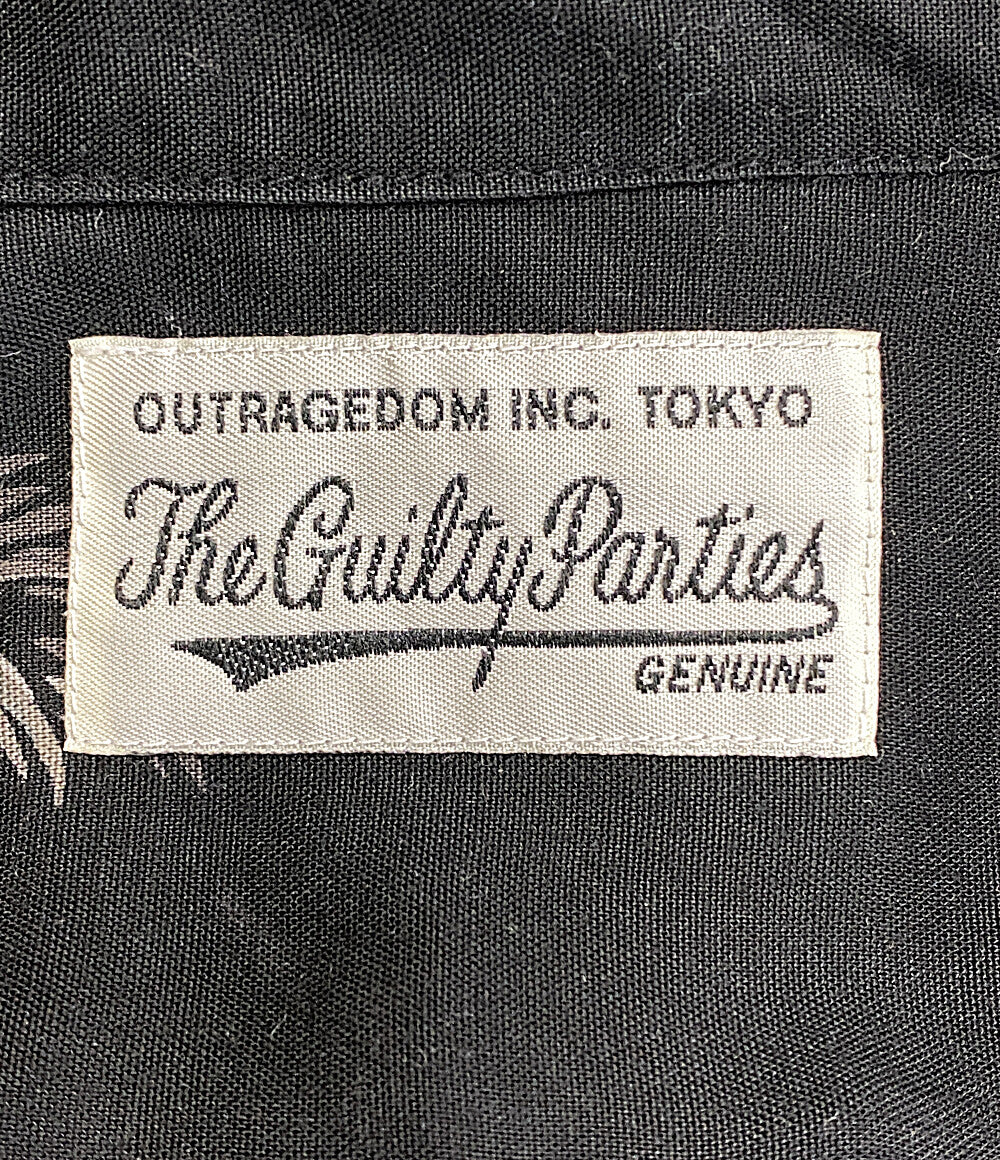 OUTRAGEDOM INC. TOKYO
The Guilty Parties
GENUINE